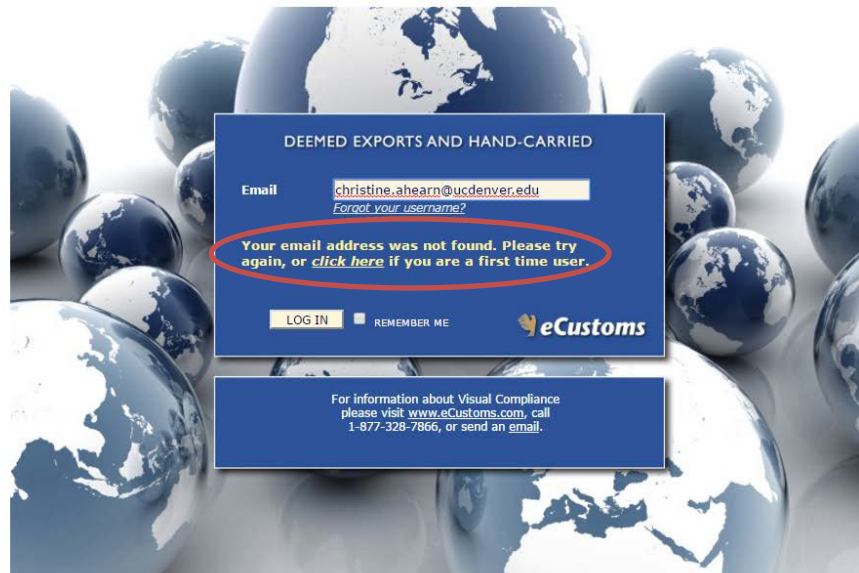 DEEMED EXPORTS AND HAND-CARRIED
Email christine.ahearn@ucdenver.edu
Forgot your username?
Your email address was not found. Please try
again, or click here if you are a first time user.
LOG IN REMEMBER ME eCustoms
For information about Visual Compliance
please visit www.eCustoms.com, call
1-877-328-7866, or send an email.